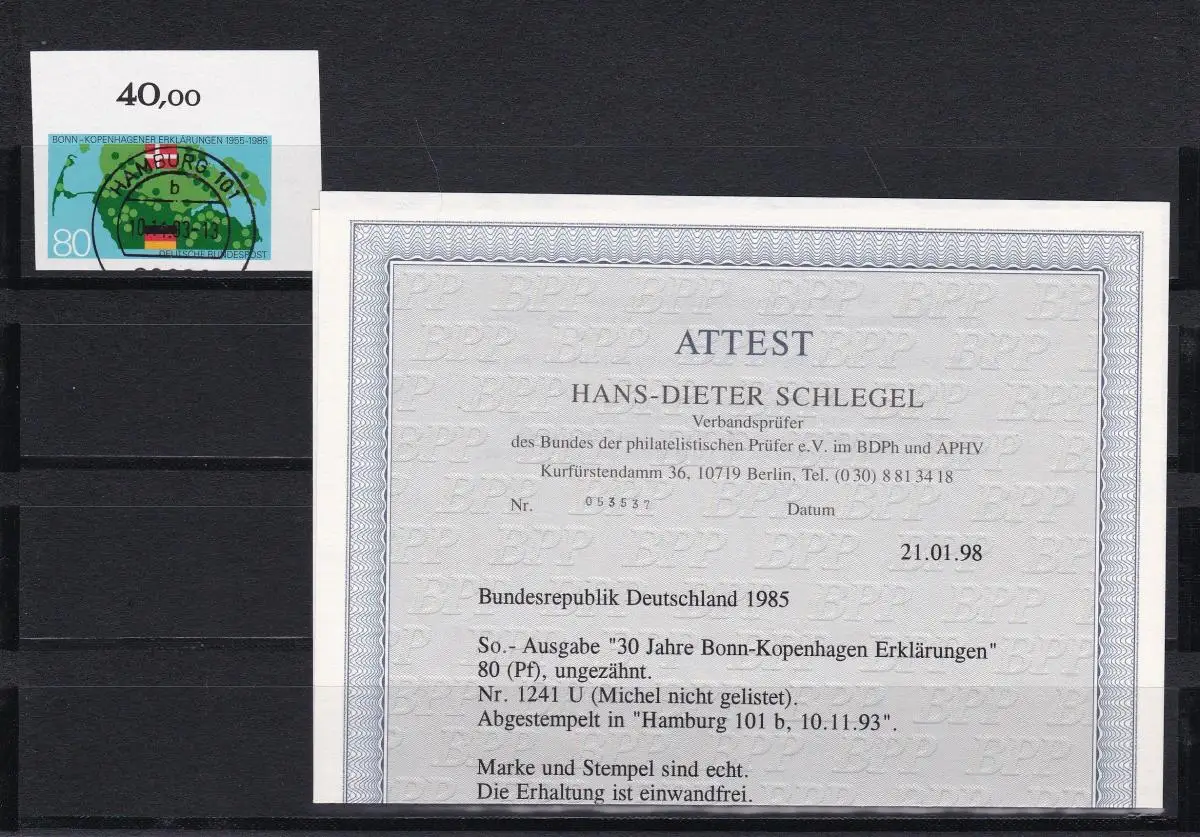 40,00
BONN-KOPENHAGENER ERKLÄRUNGEN 1955-1985
HAMBURG 101
b
10.11.93-13
80
DEUTSCHE BUNDESPOST
ATTEST
HANS-DIETER SCHLEGEL
Verbandsprüfer
des Bundes der philatelistischen Prüfer e.V. im BDPh und APHV
Kurfürstendamm 36, 10719 Berlin, Tel. (030) 8 81 34 18
Nr. 053537 Datum
21.01.98
Bundesrepublik Deutschland 1985
So.- Ausgabe "30 Jahre Bonn-Kopenhagen Erklärungen"
80 (Pf), ungezähnt.
Nr. 1241 U (Michel nicht gelistet).
Abgestempelt in "Hamburg 101 b, 10.11.93".
Marke und Stempel sind echt.
Die Erhaltung ist einwandfrei.